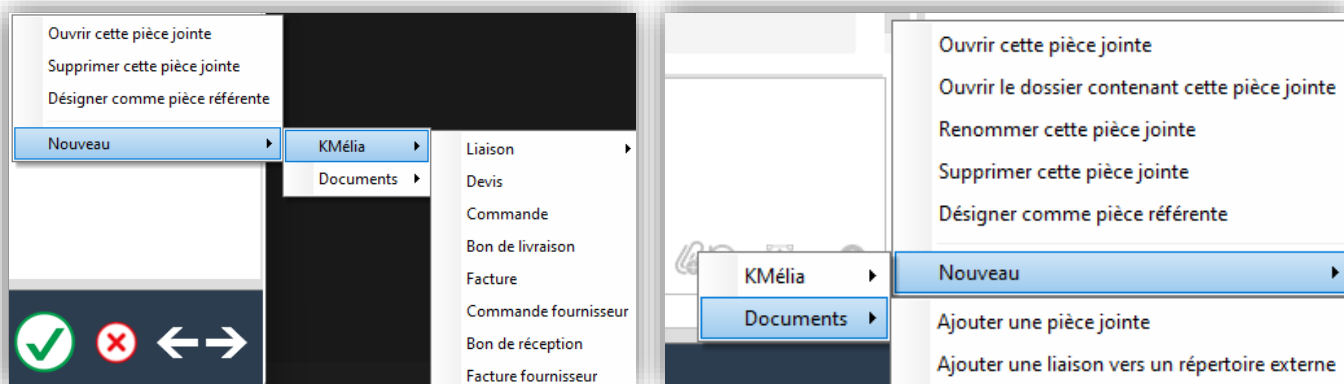 Ouvrir cette pièce jointe
Supprimer cette pièce jointe
Désigner comme pièce référente
Nouveau
KMélia
Documents
Liaison
Devis
Commande
Bon de livraison
Facture
Commande fournisseur
Bon de réception
Facture fournisseur
Ouvrir cette pièce jointe
Ouvrir le dossier contenant cette pièce jointe
Renommer cette pièce jointe
Supprimer cette pièce jointe
Désigner comme pièce référente
Nouveau
KMélia
Documents
Ajouter une pièce jointe
Ajouter une liaison vers un répertoire externe